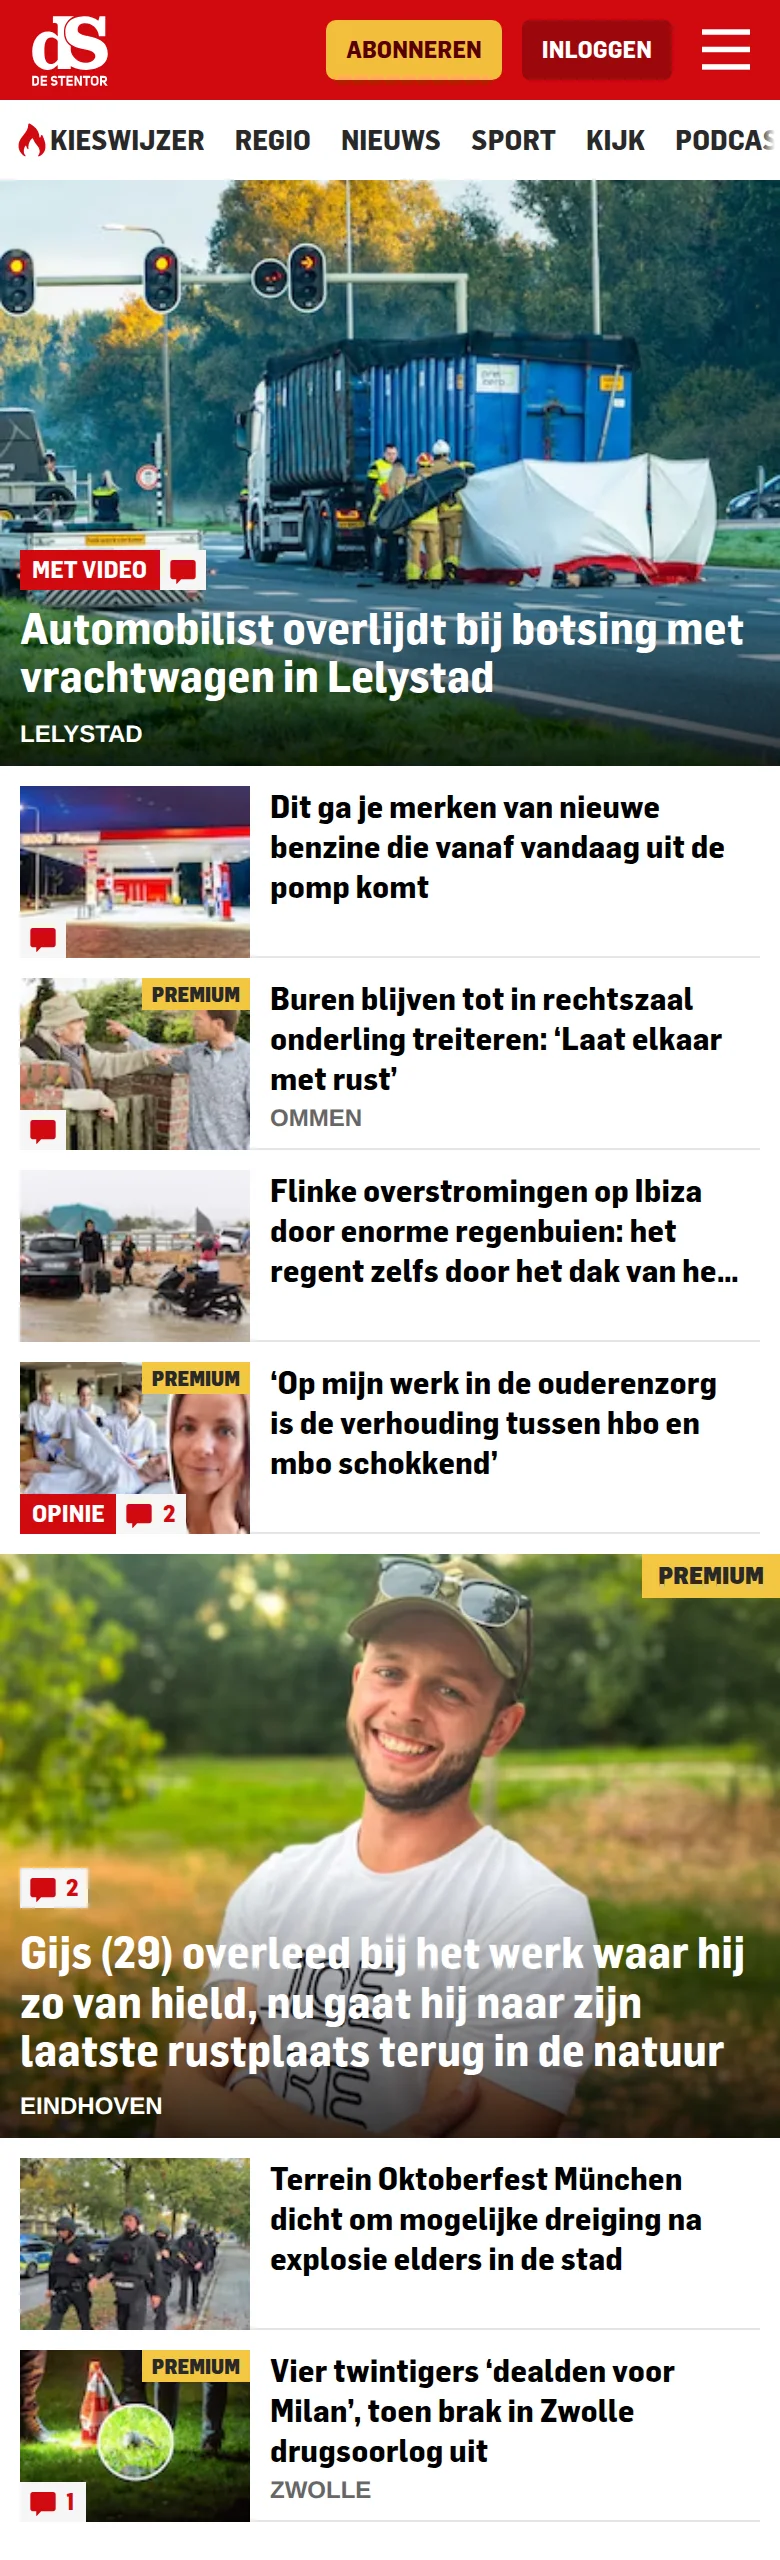 dS
DE STENTOR
ABONNEREN
INLOGGEN
KIESWIJZER
REGIO
NIEUWS
SPORT
KIJK
PODCAS
MET VIDEO
Automobilist overlijdt bij botsing met
vrachtwagen in Lelystad
LELYSTAD
Dit ga je merken van nieuwe
benzine die vanaf vandaag uit de
pomp komt
PREMIUM
Buren blijven tot in rechtszaal
onderling treiteren: ‘Laat elkaar
met rust’
OMMEN
Flinke overstromingen op Ibiza
door enorme regenbuien: het
regent zelfs door het dak van he...
PREMIUM
OPINIE
2
‘Op mijn werk in de ouderenzorg
is de verhouding tussen hbo en
mbo schokkend’
PREMIUM
2
Gijs (29) overleed bij het werk waar hij
zo van hield, nu gaat hij naar zijn
laatste rustplaats terug in de natuur
EINDHOVEN
Terrein Oktoberfest München
dicht om mogelijke dreiging na
explosie elders in de stad
PREMIUM
1
Vier twintigers ‘dealden voor
Milan’, toen brak in Zwolle
drugsoorlog uit
ZWOLLE